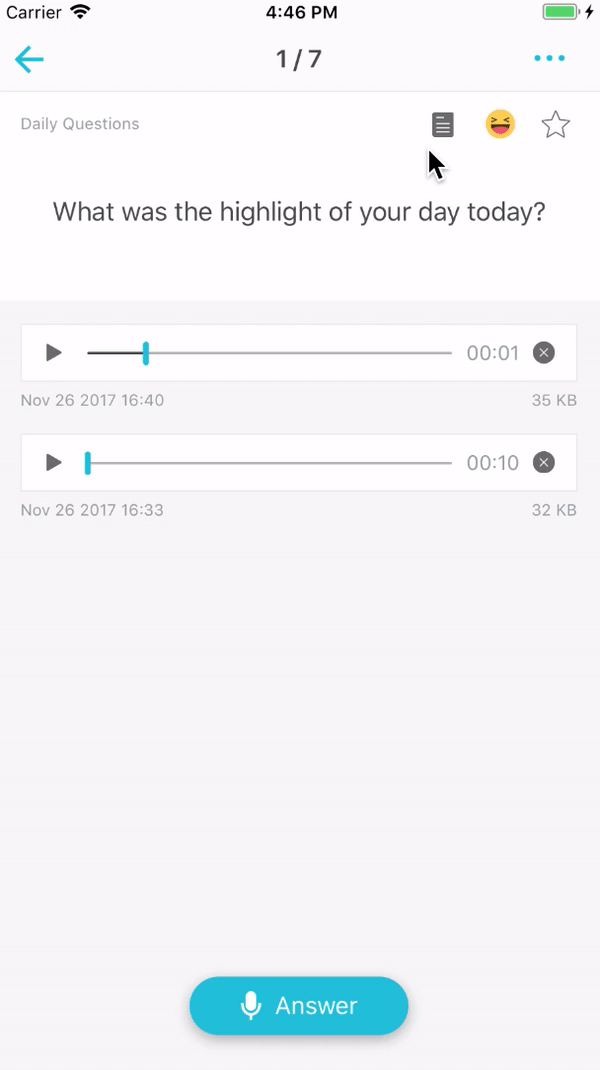 Carrier 4:46 PM
1 / 7
Daily Questions
What was the highlight of your day today?
00:01
Nov 26 2017 16:40 35 KB
00:10
Nov 26 2017 16:33 32 KB
Answer